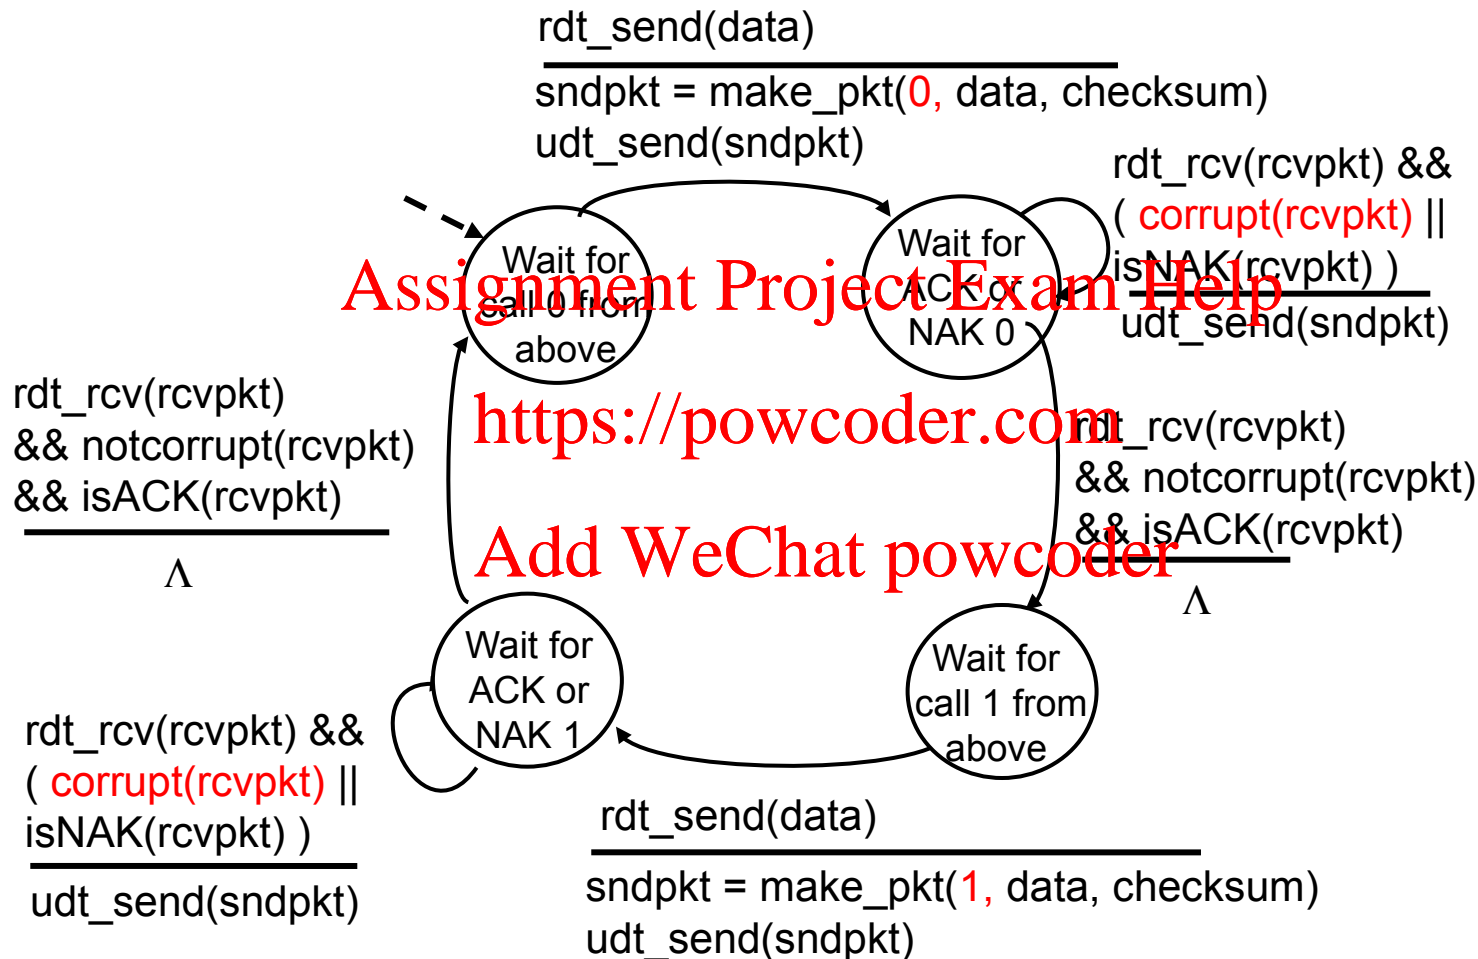 rdt_send(data)
sndpkt = make_pkt(0, data, checksum)
udt_send(sndpkt)
rdt_rcv(rcvpkt) &&
( corrupt(rcvpkt) ||
isNAK(rcvpkt) )
udt_send(sndpkt)
Wait for
call 0 from
above
Wait for
ACK or
NAK 0
Assignment Project Exam Help
rdt_rcv(rcvpkt)
&& notcorrupt(rcvpkt)
&& isACK(rcvpkt)
Λ
https://powcoder.com
rdt_rcv(rcvpkt)
&& notcorrupt(rcvpkt)
&& isACK(rcvpkt)
Λ
Add WeChat powcoder
Wait for
ACK or
NAK 1
Wait for
call 1 from
above
rdt_rcv(rcvpkt) &&
( corrupt(rcvpkt) ||
isNAK(rcvpkt) )
udt_send(sndpkt)
rdt_send(data)
sndpkt = make_pkt(1, data, checksum)
udt_send(sndpkt)